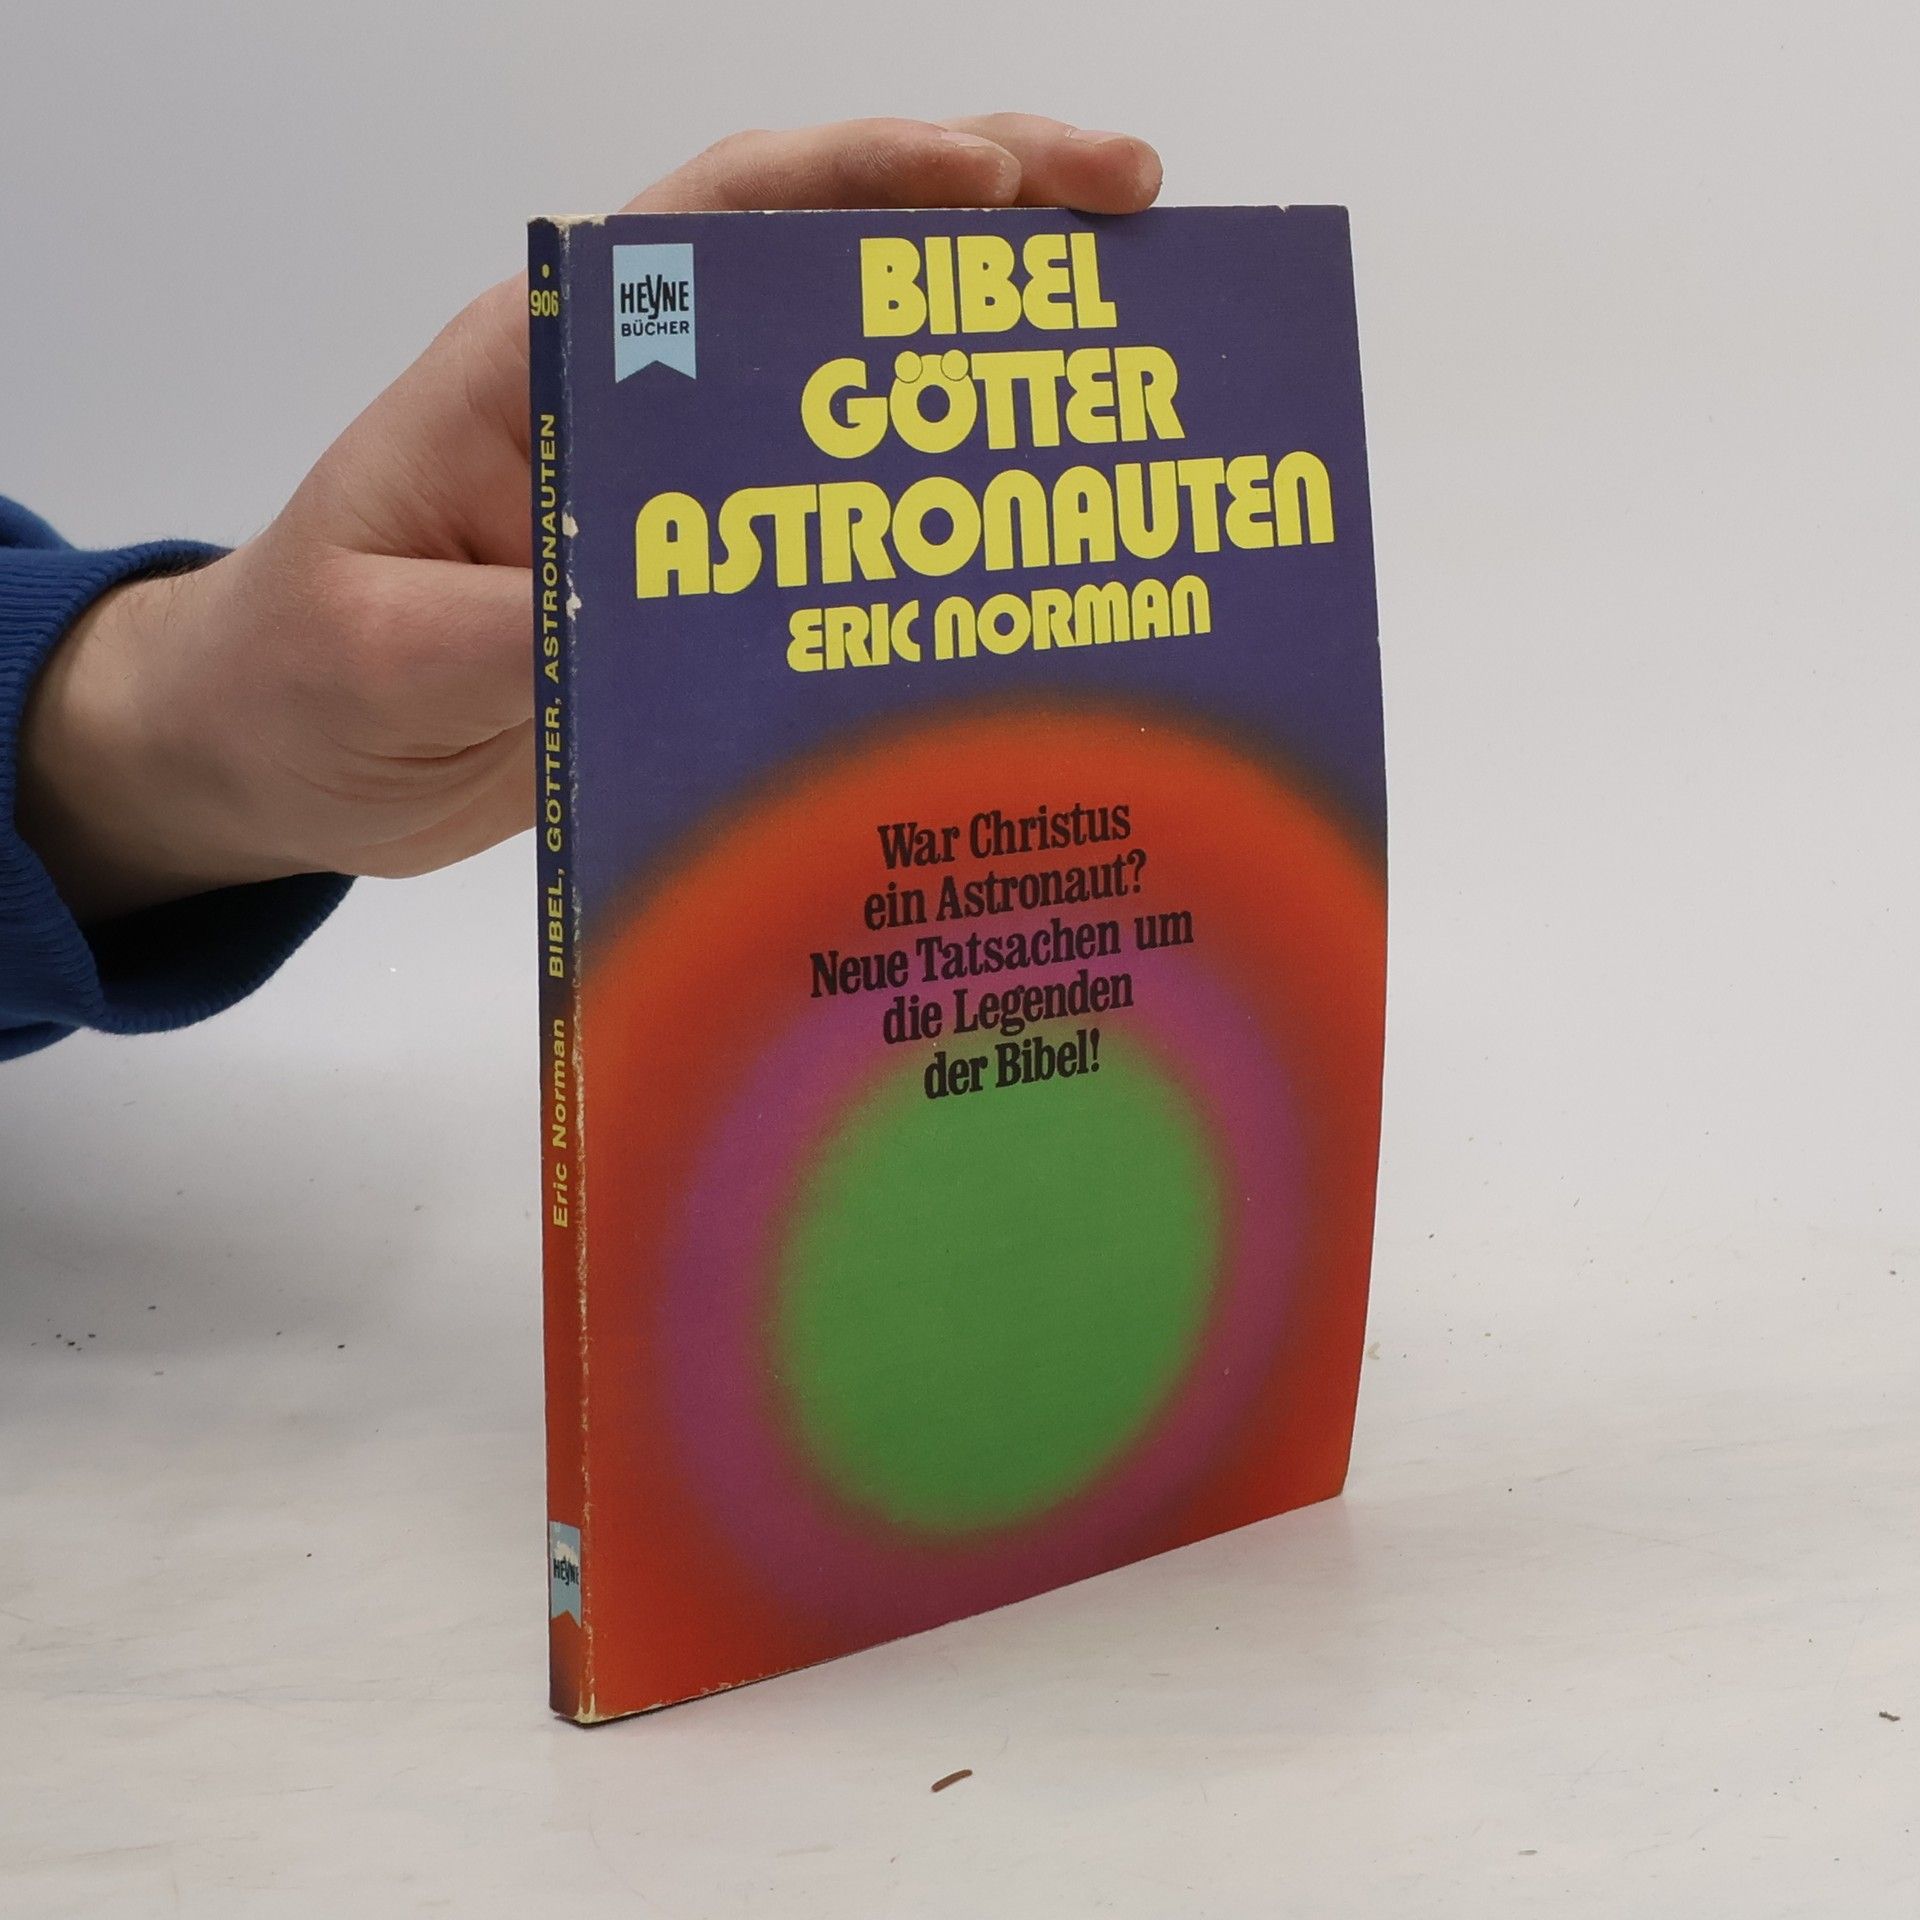 HEYNE
BÜCHER
BIBEL
GÖTTER
ASTRONAUTEN
ERIC NORMAN
War Christus
ein Astronaut?
Neue Tatsachen um
die Legenden
der Bibel!
• 906
Eric Norman BIBEL, GÖTTER, ASTRONAUTEN
HEYNE